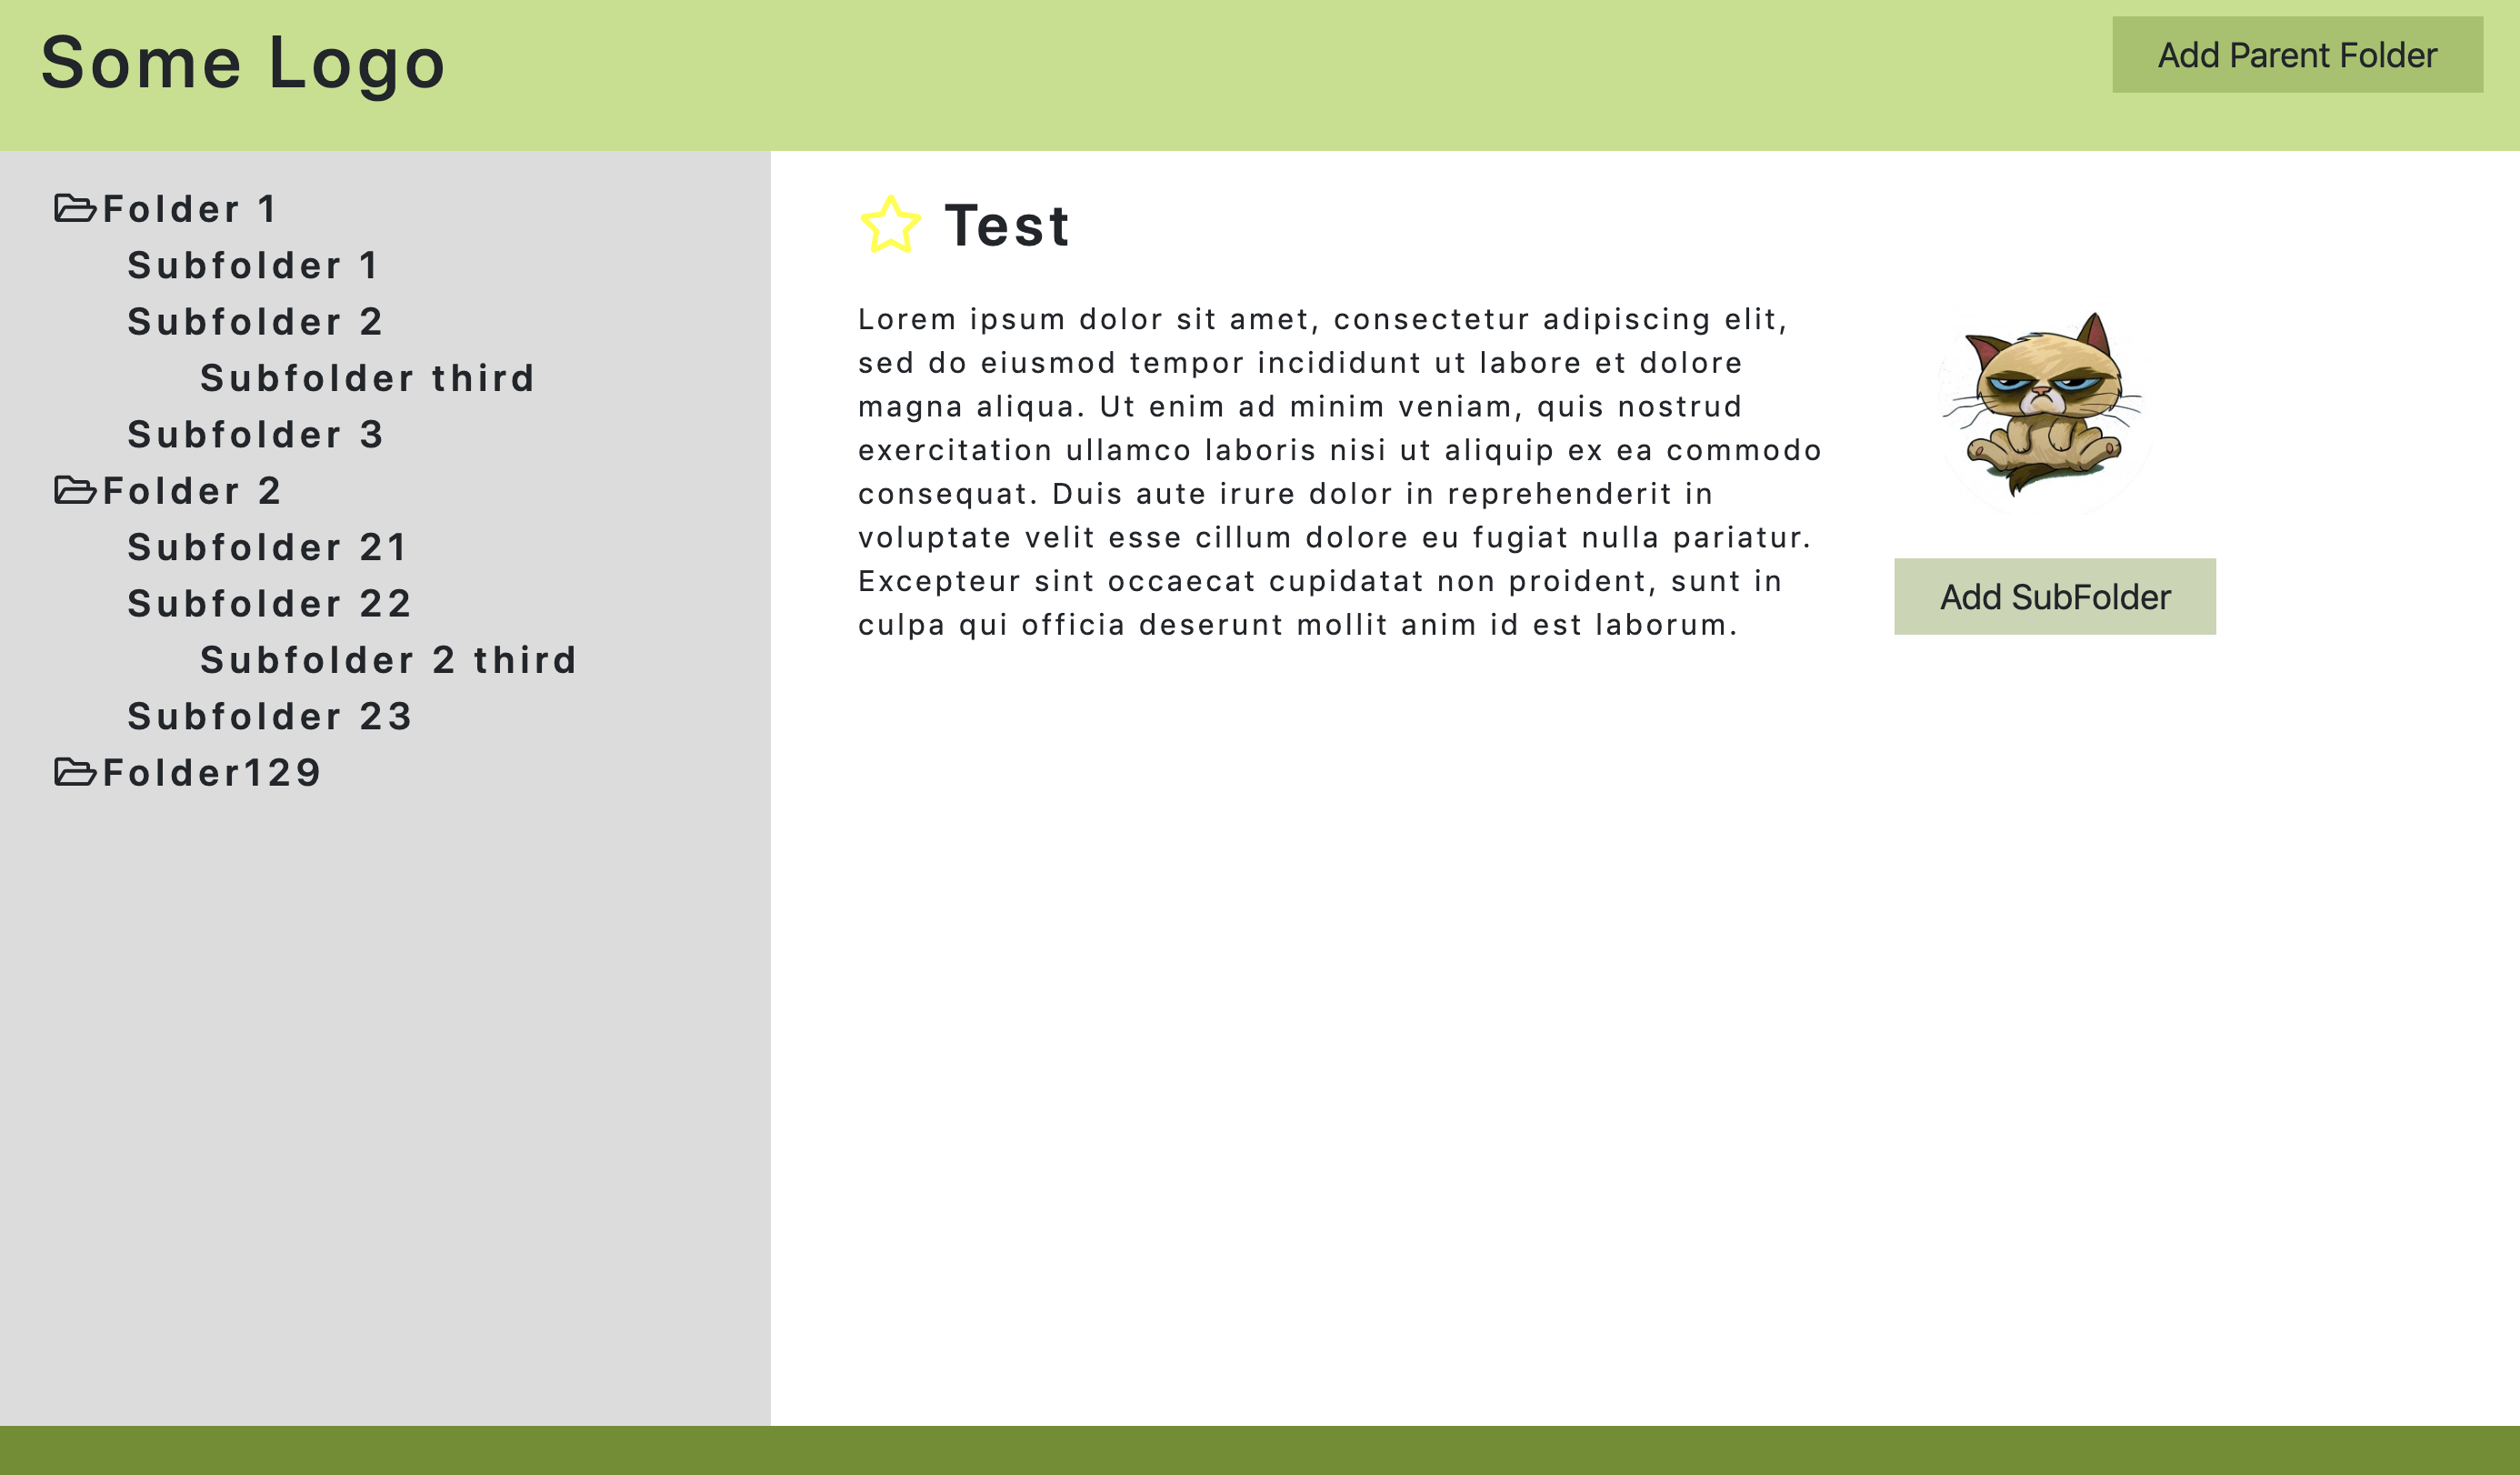 Some Logo
Add Parent Folder
Folder 1
Subfolder 1
Subfolder 2
Subfolder third
Subfolder 3
Folder 2
Subfolder 21
Subfolder 22
Subfolder 2 third
Subfolder 23
Folder129
Test
Lorem ipsum dolor sit amet, consectetur adipiscing elit,
sed do eiusmod tempor incididunt ut labore et dolore
magna aliqua. Ut enim ad minim veniam, quis nostrud
exercitation ullamco laboris nisi ut aliquip ex ea commodo
consequat. Duis aute irure dolor in reprehenderit in
voluptate velit esse cillum dolore eu fugiat nulla pariatur.
Excepteur sint occaecat cupidatat non proident, sunt in
culpa qui officia deserunt mollit anim id est laborum.
Add SubFolder